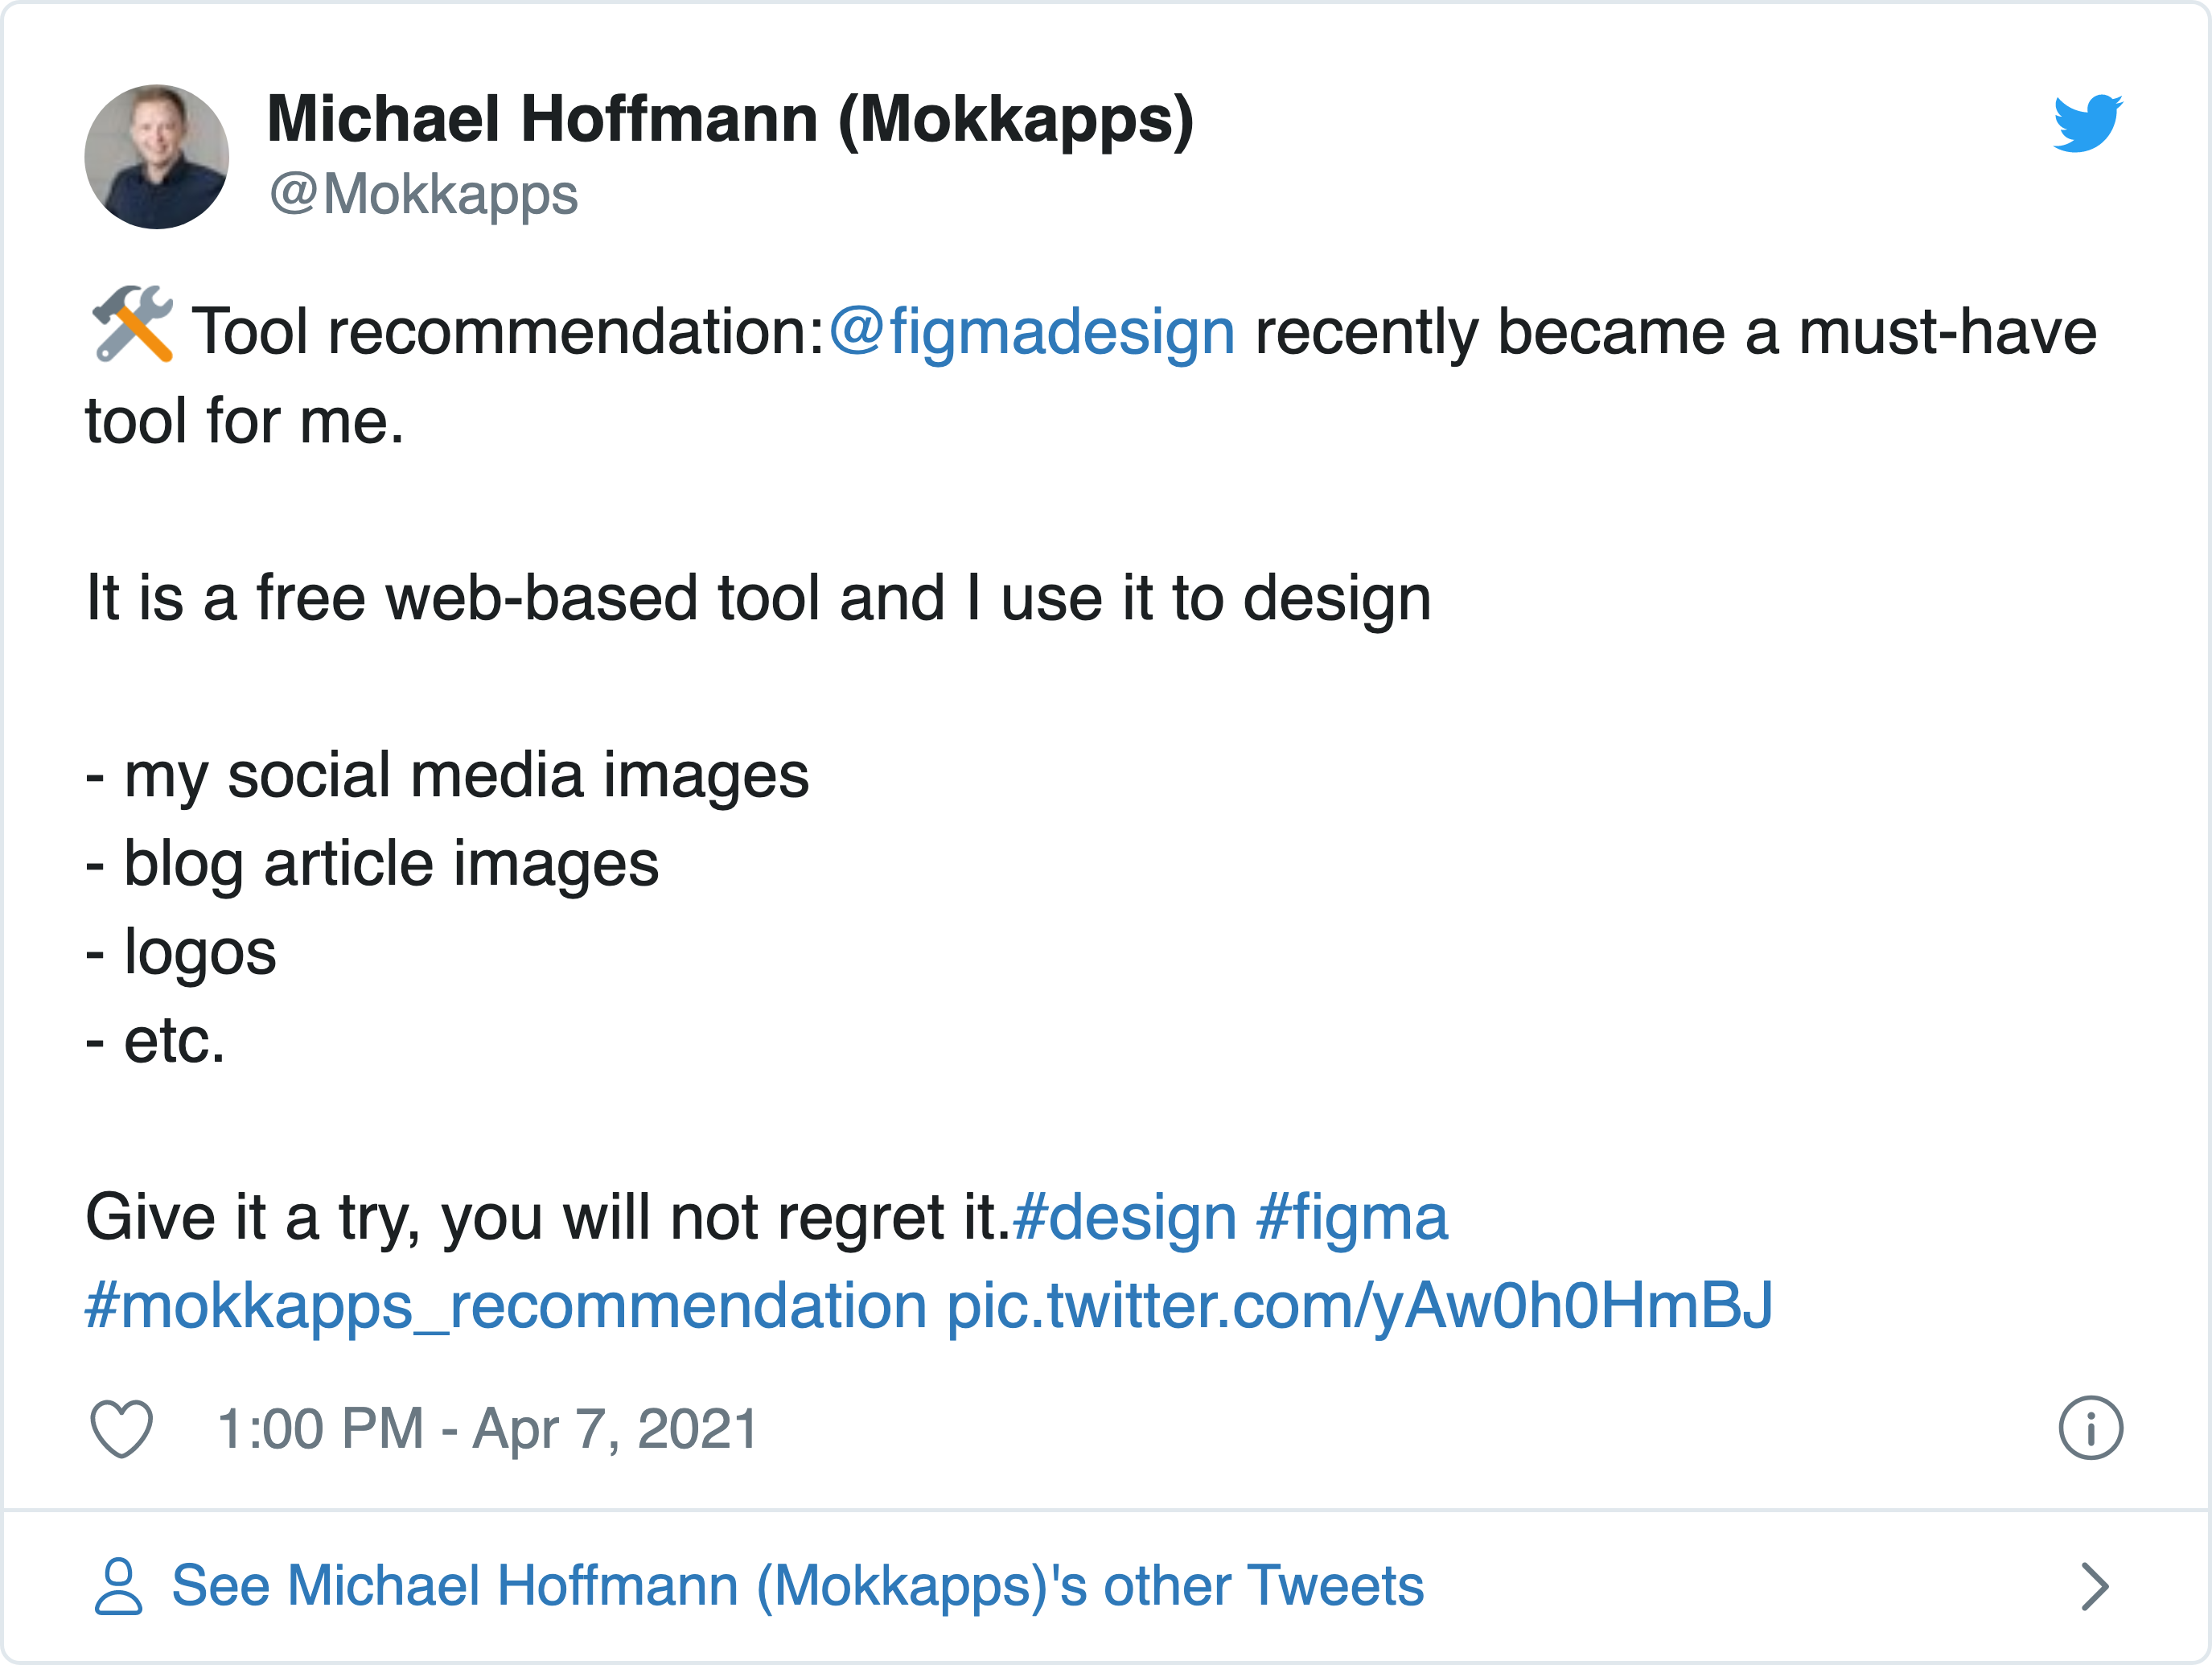 Michael Hoffmann (Mokkapps)
@Mokkapps
🛠 Tool recommendation:@figmadesign recently became a must-have
tool for me.
It is a free web-based tool and I use it to design
- my social media images
- blog article images
- logos
- etc.
Give it a try, you will not regret it.#design #figma
#mokkapps_recommendation pic.twitter.com/yAw0h0HmBJ
1:00 PM - Apr 7, 2021
See Michael Hoffmann (Mokkapps)'s other Tweets